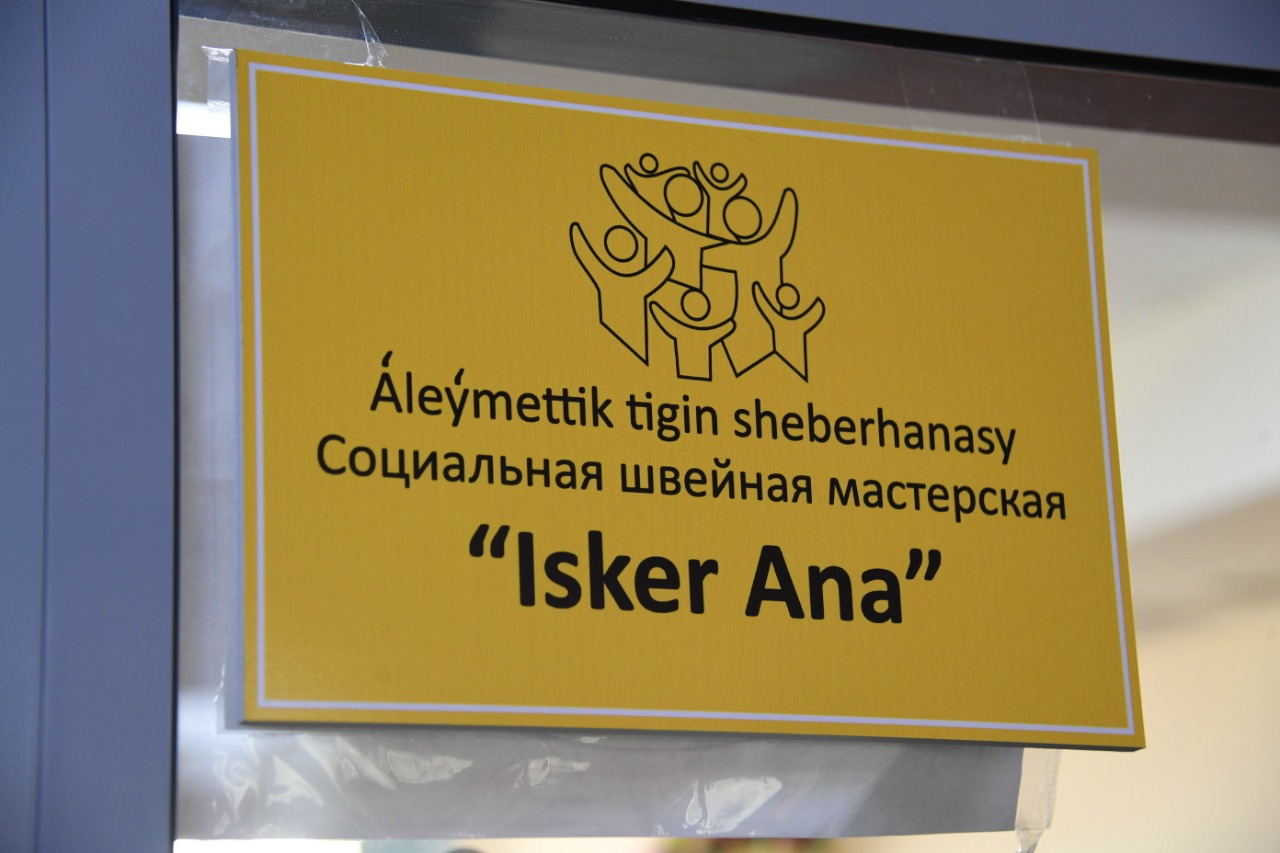 Áleýmettik tigin sheberhanasy
Социальная швейная мастерская
“Isker Ana”